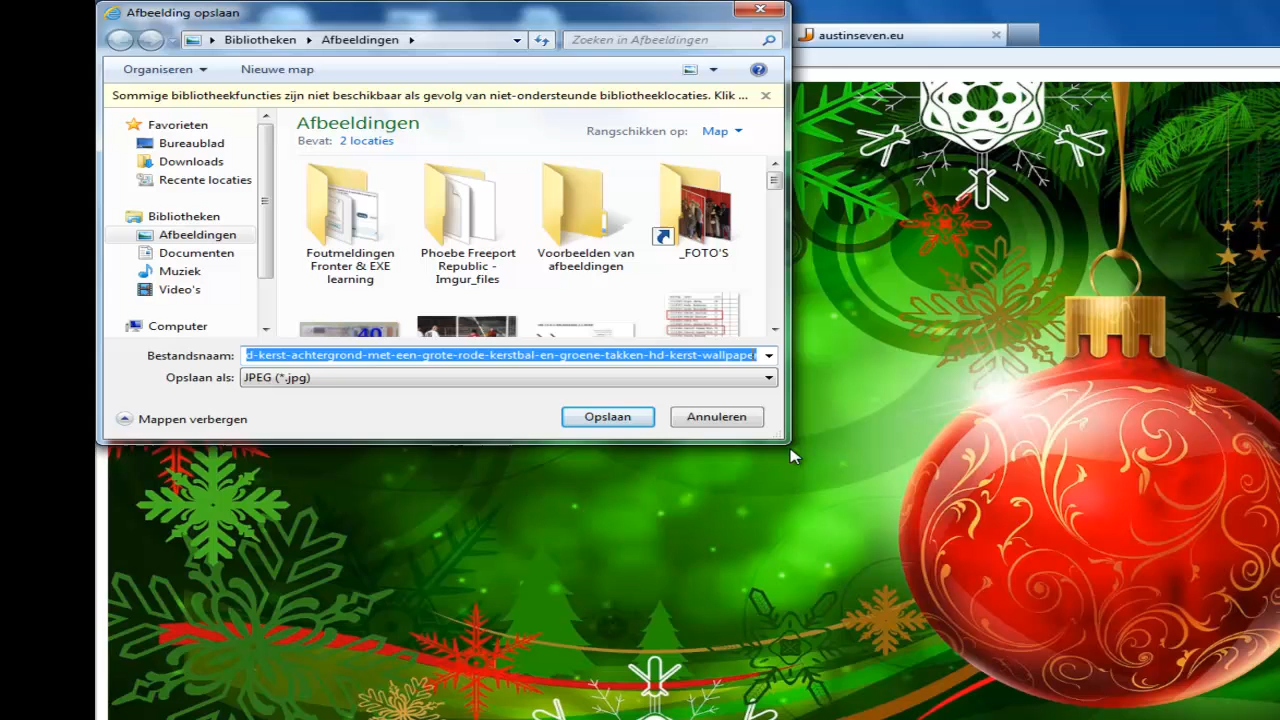 Afbeelding opslaan
austinseven.eu
Bibliotheken Afbeeldingen
Zoeken in Afbeeldingen
Organiseren Nieuwe map
Sommige bibliotheekfuncties zijn niet beschikbaar als gevolg van niet-ondersteunde bibliotheeklocaties. Klik ...
Favorieten
Bureaublad
Downloads
Recente locaties
Bibliotheken
Afbeeldingen
Documenten
Muziek
Video's
Computer
Afbeeldingen
Bevat: 2 locaties
Rangschikken op: Map
Foutmeldingen
Fronter & EXE
learning
Phoebe Freeport
Republic -
Imgur_files
Voorbeelden van
afbeeldingen
_FOTO'S
Bestandsnaam: d-kerst-achtergrond-met-een-grote-rode-kerstbal-en-groene-takken-hd-kerst-wallpape
Opslaan als: JPEG (*.jpg)
Mappen verbergen
Opslaan
Annuleren